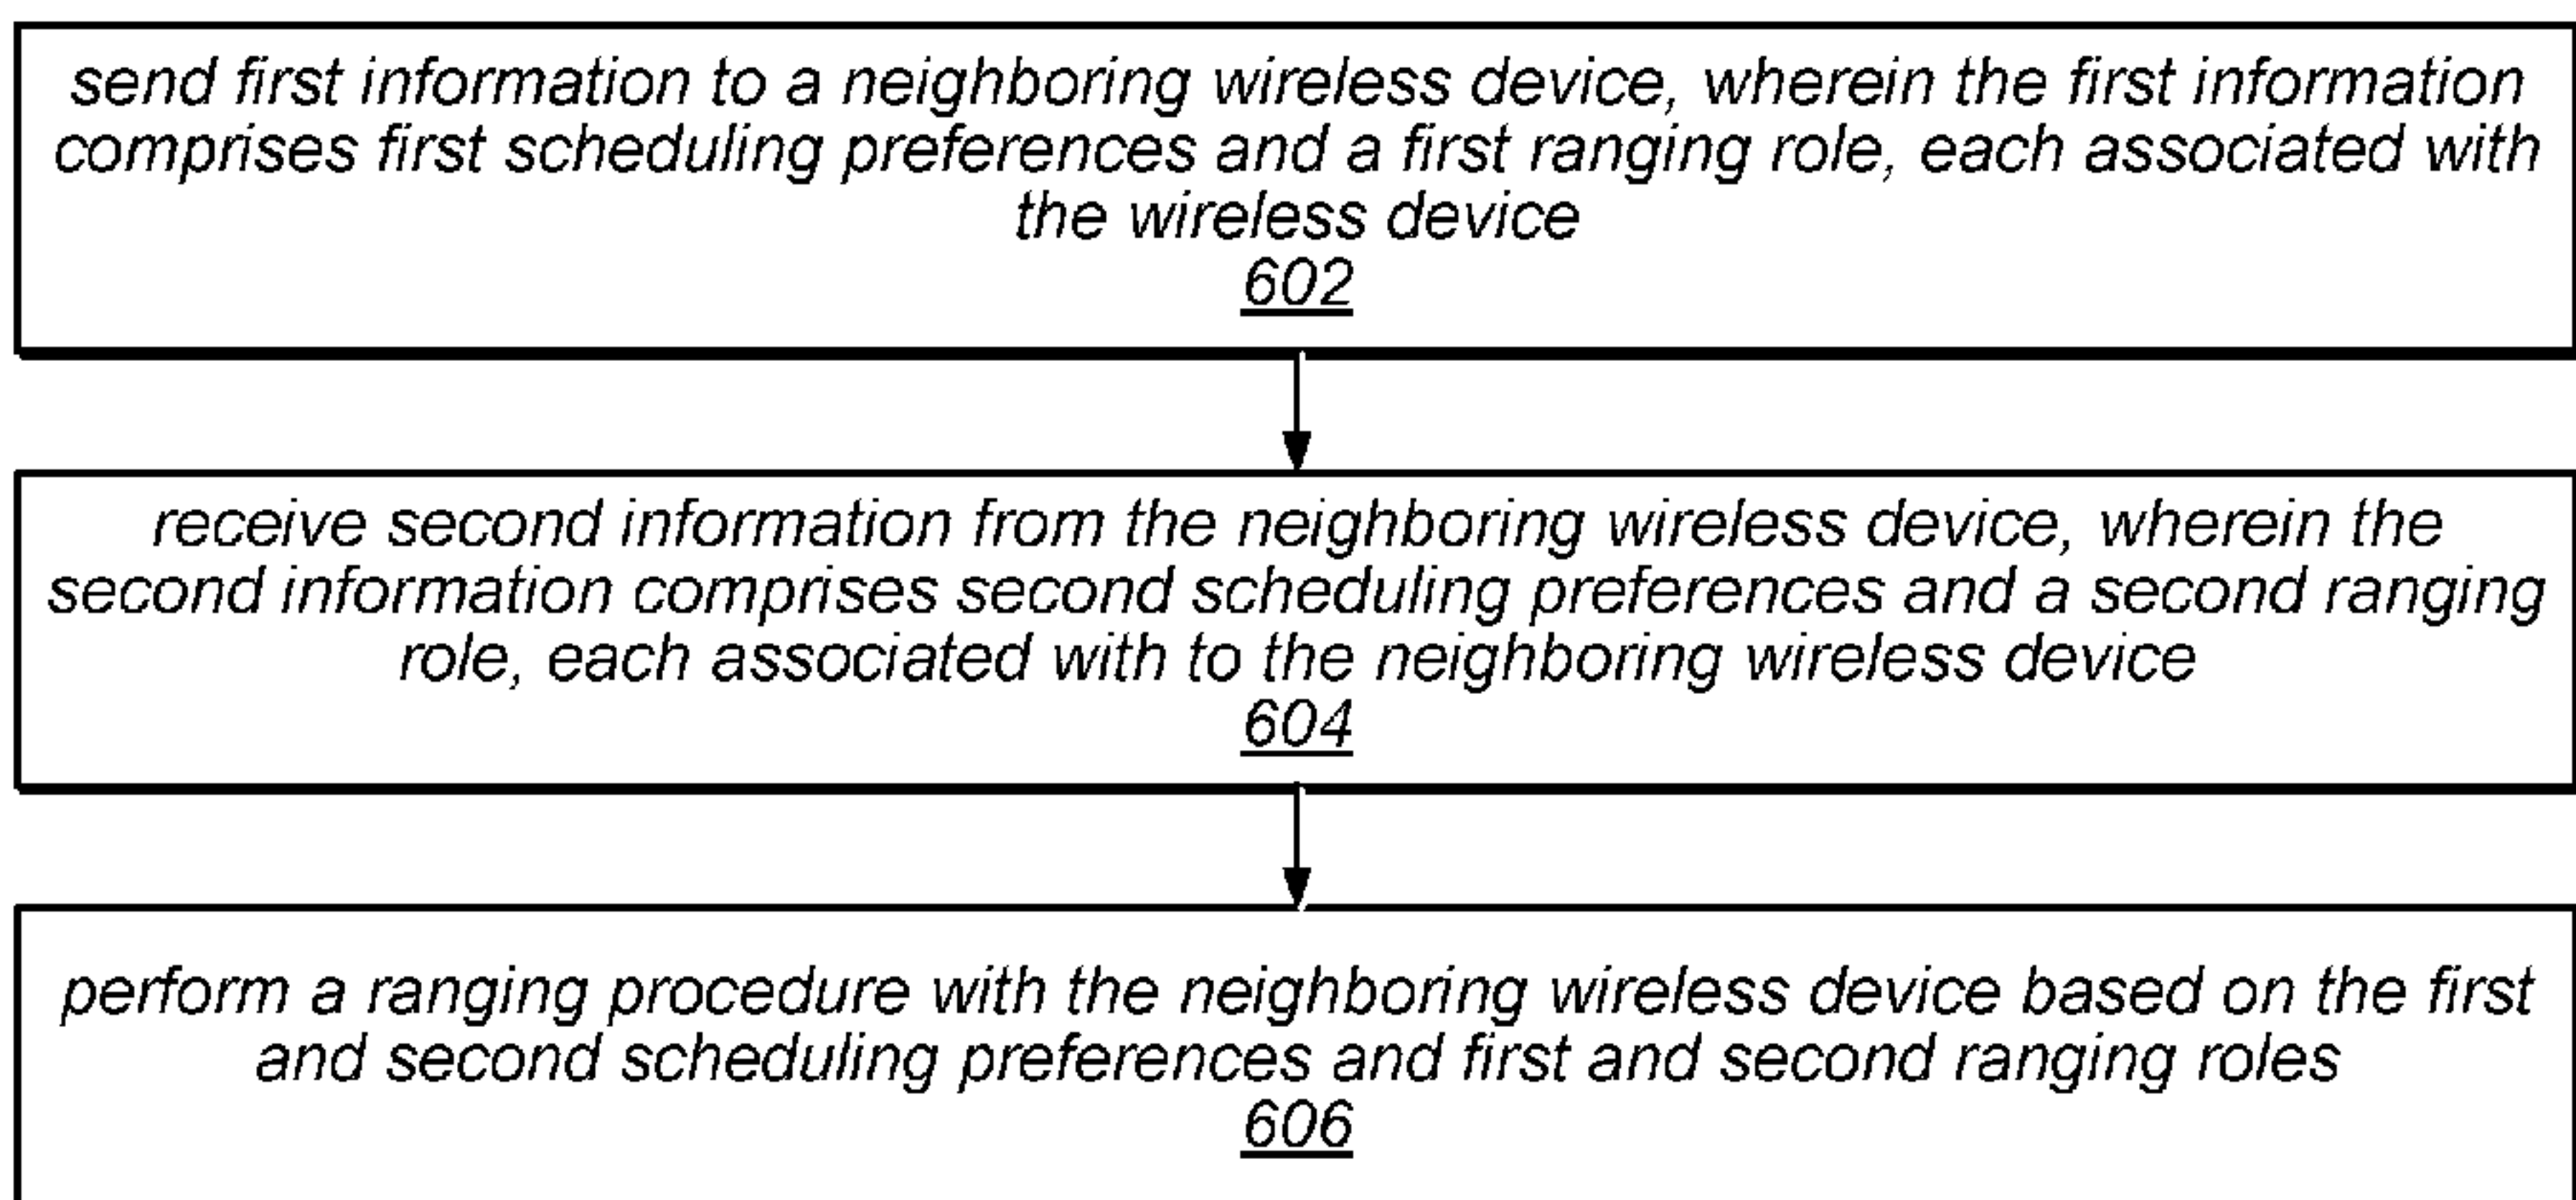 send first information to a neighboring wireless device, wherein the first information
comprises first scheduling preferences and a first ranging role, each associated with
the wireless device
602
receive second information from the neighboring wireless device, wherein the
second information comprises second scheduling preferences and a second ranging
role, each associated with to the neighboring wireless device
604
perform a ranging procedure with the neighboring wireless device based on the first
and second scheduling preferences and first and second ranging roles
606